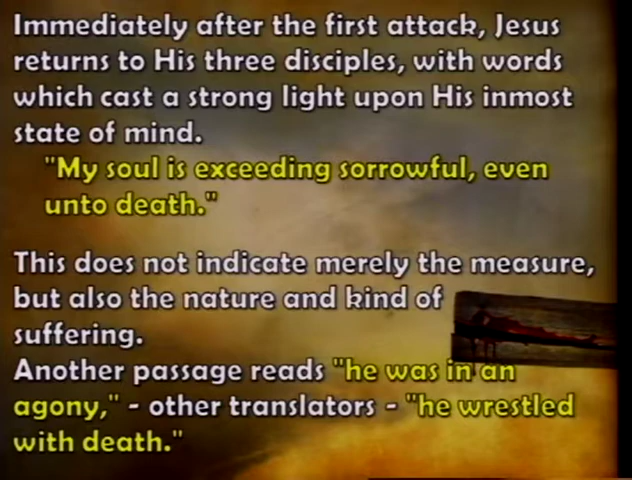 Immediately after the first attack, Jesus
returns to His three disciples, with words
which cast a strong light upon His inmost
state of mind.
"My soul is exceeding sorrowful, even
unto death."
This does not indicate merely the measure,
but also the nature and kind of
suffering.
Another passage reads "he was in an
agony," - other translators - "he wrestled
with death."